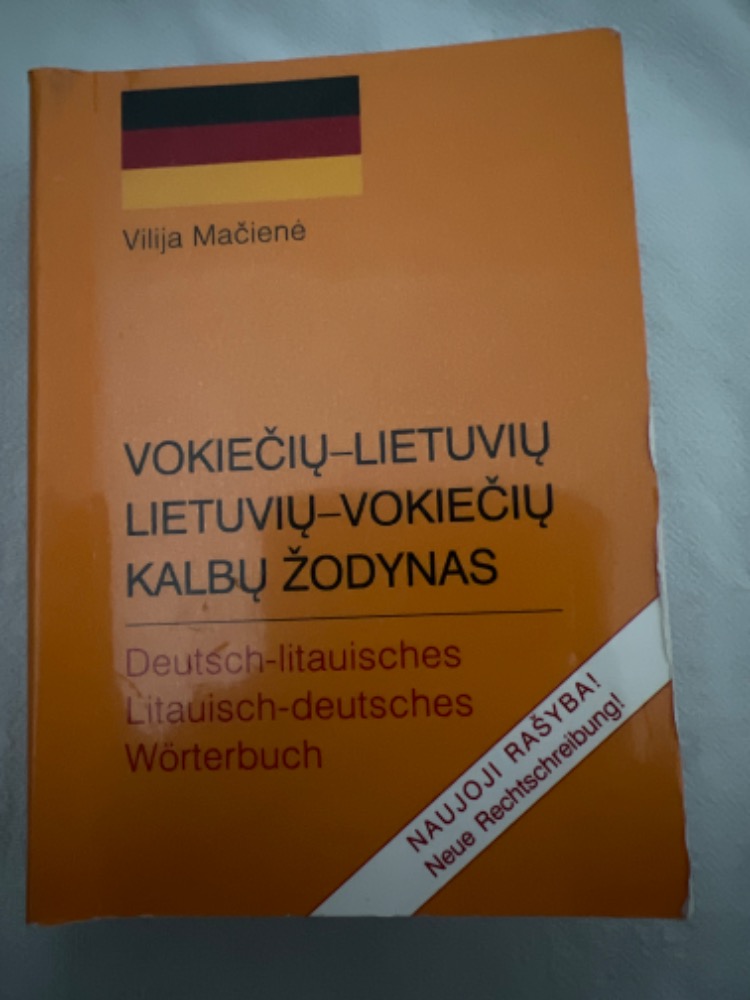 Vilija Mačienė
VOKIEČIŲ–LIETUVIŲ
LIETUVIŲ–VOKIEČIŲ
KALBŲ ŽODYNAS
Deutsch-litauisches
Litauisch-deutsches
Wörterbuch
NAUJOJI RAŠYBA!
Neue Rechtschreibung!